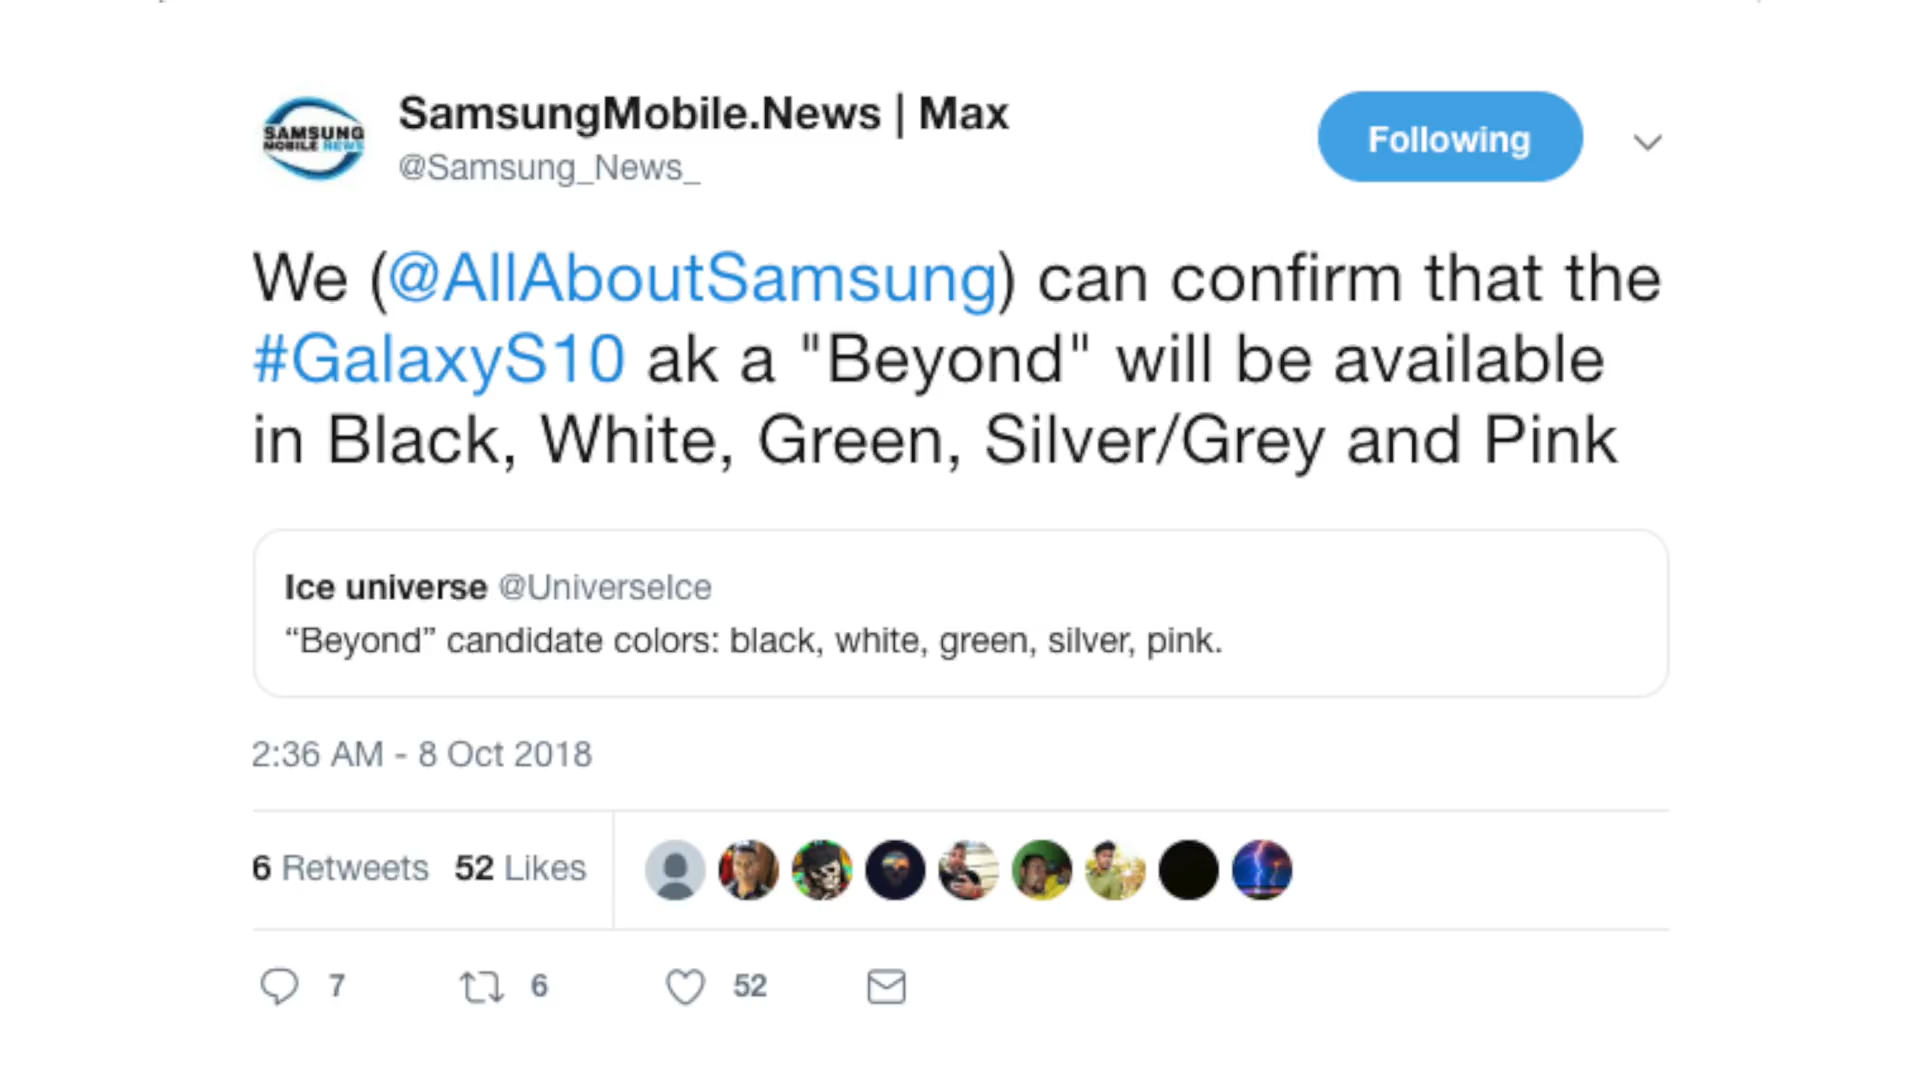 SAMSUNG
MOBILE NEWS
SamsungMobile.News | Max
@Samsung_News_
Following
We (@AllAboutSamsung) can confirm that the
#GalaxyS10 ak a "Beyond" will be available
in Black, White, Green, Silver/Grey and Pink
Ice universe @UniverseIce
“Beyond” candidate colors: black, white, green, silver, pink.
2:36 AM - 8 Oct 2018
6 Retweets 52 Likes
7 6 52